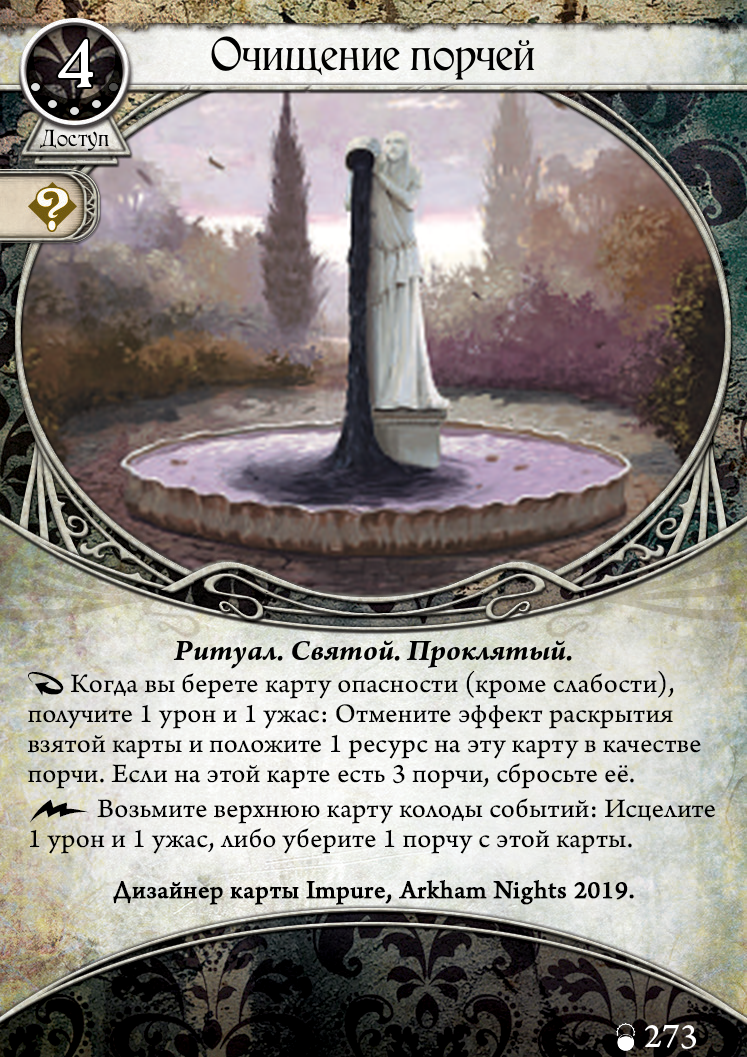 4
Очищение порчей
Доступ
?
Ритуал. Святой. Проклятый.
Когда вы берете карту опасности (кроме слабости),
получите 1 урон и 1 ужас: Отмените эффект раскрытия
взятой карты и положите 1 ресурс на эту карту в качестве
порчи. Если на этой карте есть 3 порчи, сбросьте её.
Возьмите верхнюю карту колоды событий: Исцелите
1 урон и 1 ужас, либо уберите 1 порчу с этой карты.
Дизайнер карты Impure, Arkham Nights 2019.
273